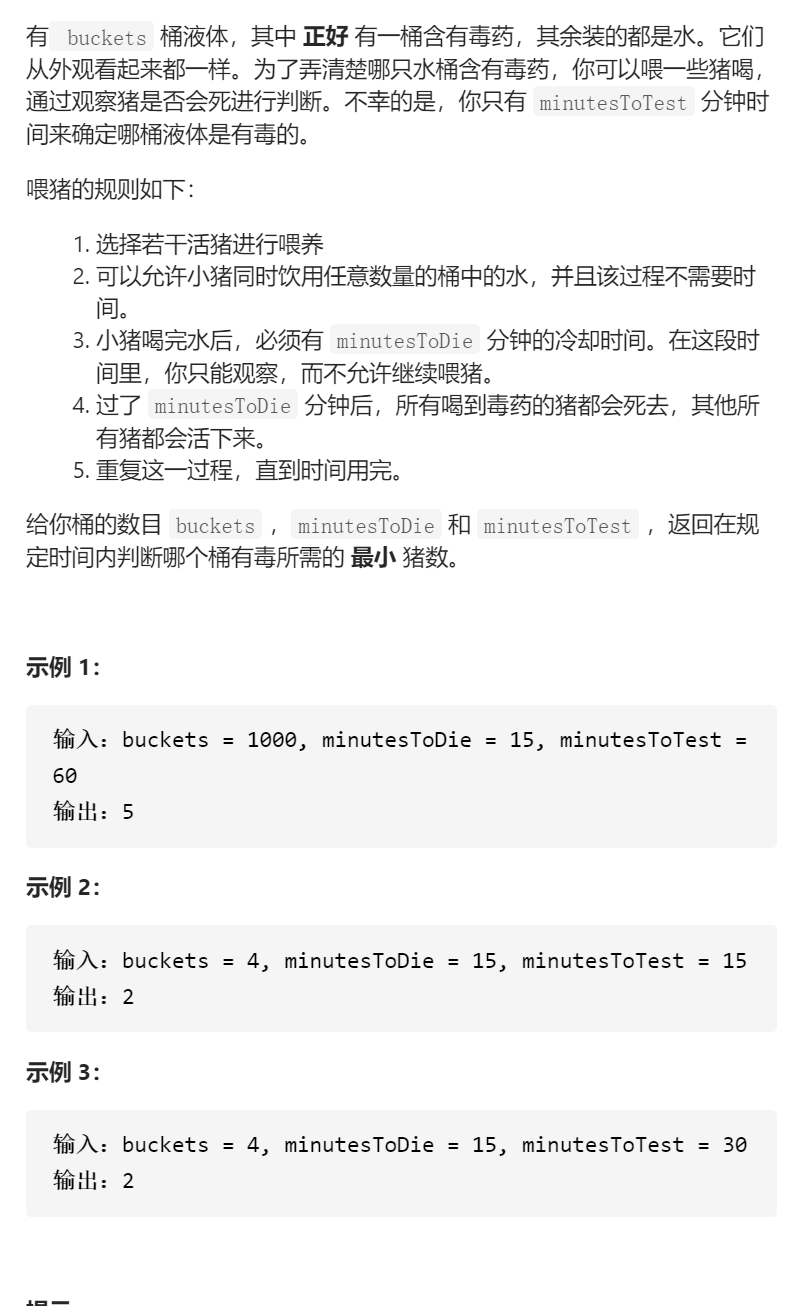 有 buckets 桶液体，其中 正好 有一桶含有毒药，其余装的都是水。它们
从外观看起来都一样。为了弄清楚哪只水桶含有毒药，你可以喂一些猪喝，
通过观察猪是否会死进行判断。不幸的是，你只有 minutesToTest 分钟时
间来确定哪桶液体是有毒的。
喂猪的规则如下：
1. 选择若干活猪进行喂养
2. 可以允许小猪同时饮用任意数量的桶中的水，并且该过程不需要时
间。
3. 小猪喝完水后，必须有 minutesToDie 分钟的冷却时间。在这段时
间里，你只能观察，而不允许继续喂猪。
4. 过了 minutesToDie 分钟后，所有喝到毒药的猪都会死去，其他所
有猪都会活下来。
5. 重复这一过程，直到时间用完。
给你桶的数目 buckets ，minutesToDie 和 minutesToTest ，返回在规
定时间内判断哪个桶有毒所需的 最小 猪数。
示例 1：
输入：buckets = 1000, minutesToDie = 15, minutesToTest =
60
输出：5
示例 2：
输入：buckets = 4, minutesToDie = 15, minutesToTest = 15
输出：2
示例 3：
输入：buckets = 4, minutesToDie = 15, minutesToTest = 30
输出：2